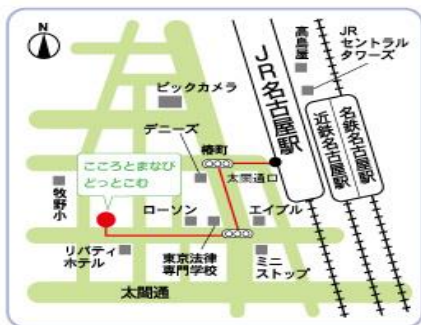 N
JR名古屋駅
高島屋
JR
セントラル
タワーズ
ビックカメラ
名鉄名古屋駅
近鉄名古屋駅
デニーズ
椿町
太閤通口
こころとまなび
どっとこむ
牧野小
ローソン
エイブル
リバティ
ホテル
東京法律
専門学校
ミニ
ストップ
太閤通